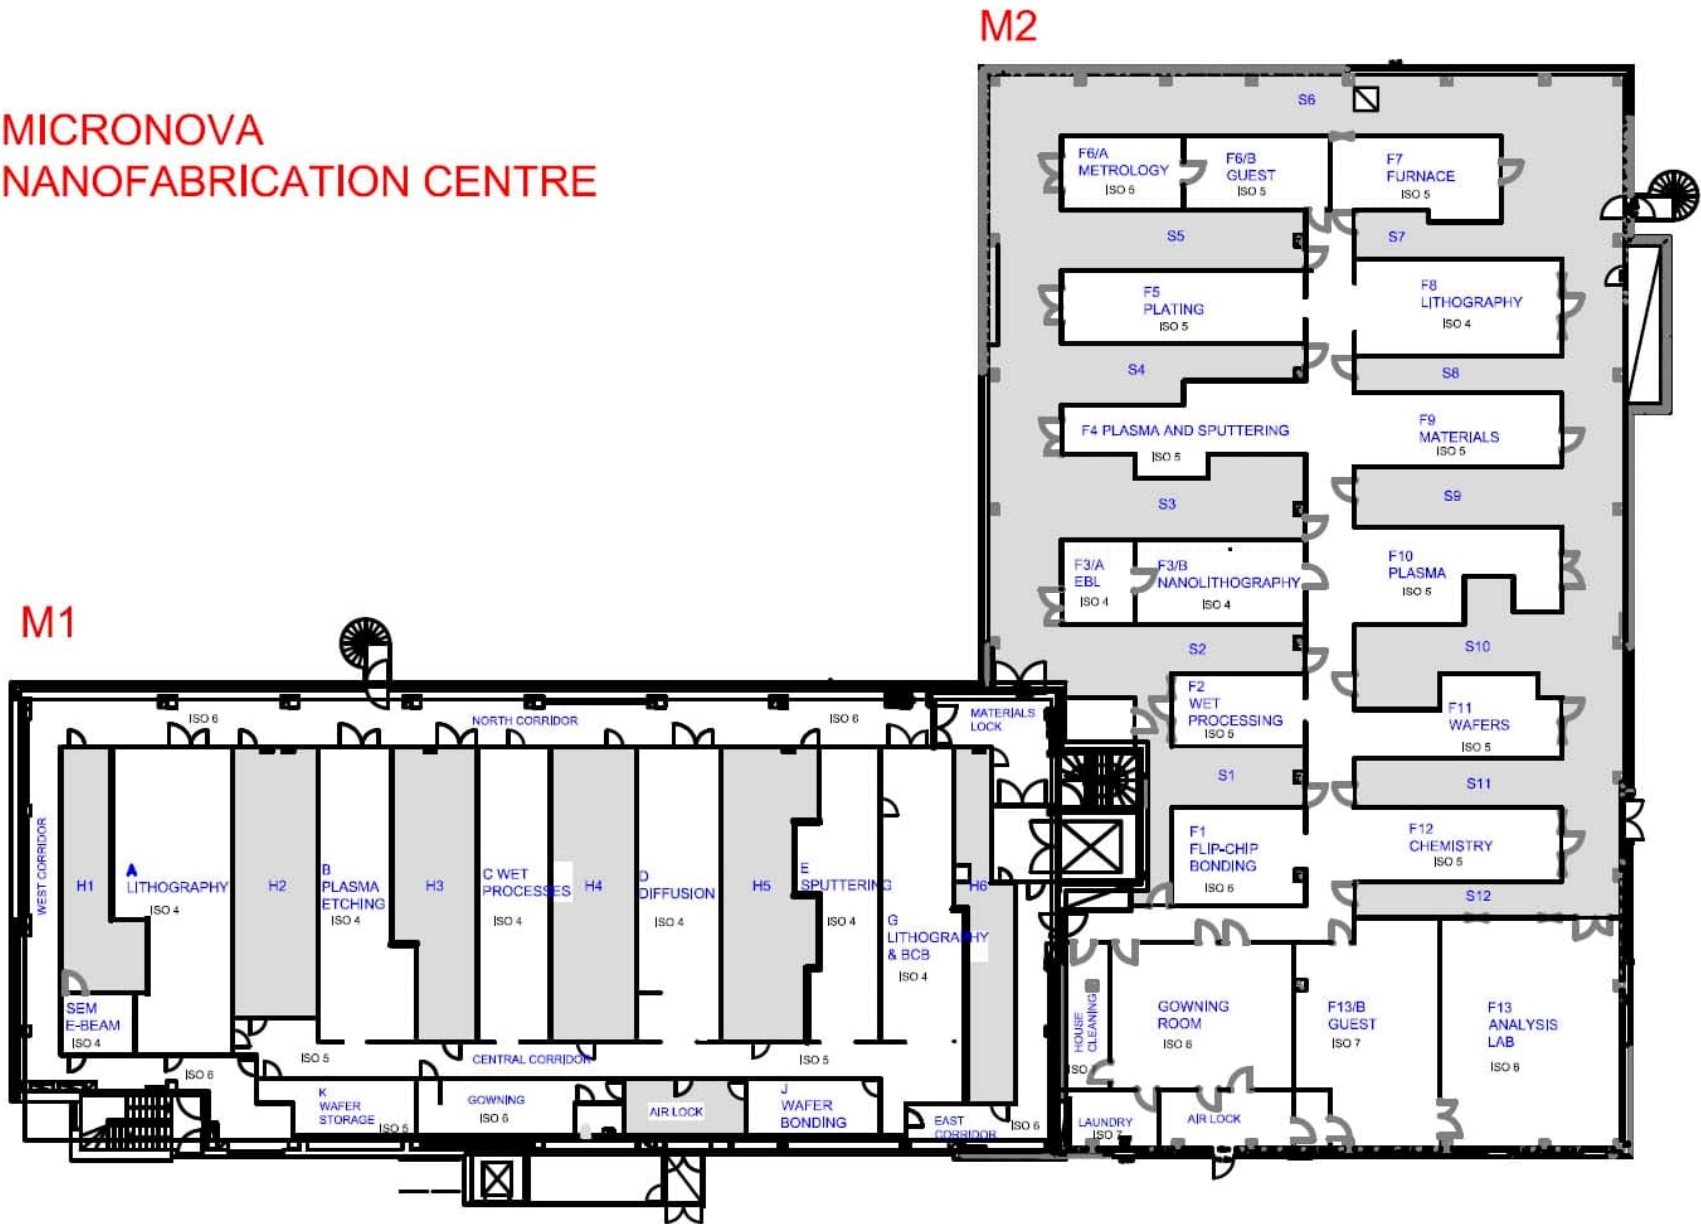 M2
MICRONOVA
NANOFABRICATION CENTRE
S6
F6/A
METROLOGY
ISO 6
F6/B
GUEST
ISO 5
F7
FURNACE
ISO 5
S5
S7
F5
PLATING
ISO 5
F8
LITHOGRAPHY
ISO 4
S4
S8
F4 PLASMA AND SPUTTERING
ISO 5
F9
MATERIALS
ISO 5
S3
S9
F3/A
EBL
ISO 4
F3/B
NANOLITHOGRAPHY
ISO 4
F10
PLASMA
ISO 5
S2
S10
F2
WET
PROCESSING
ISO 5
F11
WAFERS
ISO 5
S1
S11
F1
FLIP-CHIP
BONDING
ISO 6
F12
CHEMISTRY
ISO 5
S12
HOUSE
CLEANING
ISO
GOWNING
ROOM
ISO 6
F13/B
GUEST
ISO 7
F13
ANALYSIS
LAB
ISO 6
LAUNDRY
ISO 7
AIR LOCK
M1
ISO 6
NORTH CORRIDOR
ISO 6
MATERIALS
LOCK
WEST CORRIDOR
H1
A
LITHOGRAPHY
ISO 4
H2
B
PLASMA
ETCHING
ISO 4
H3
C WET
PROCESSES
ISO 4
H4
D
DIFFUSION
ISO 4
H5
E
SPUTTERING
ISO 4
G
LITHOGRAPHY
& BCB
ISO 4
H6
SEM
E-BEAM
ISO 4
ISO 6
ISO 5
CENTRAL CORRIDOR
ISO 5
K
WAFER
STORAGE
ISO 5
GOWNING
ISO 6
AIR LOCK
J
WAFER
BONDING
EAST
CORRIDOR
ISO 6